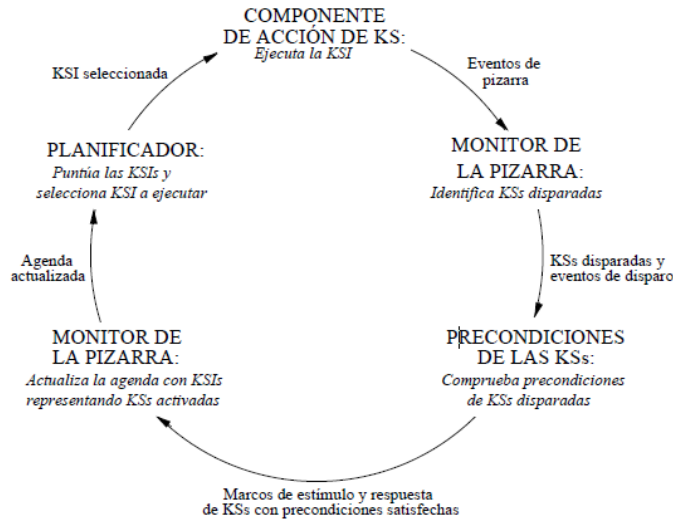 COMPONENTE
DE ACCIÓN DE KS:
Ejecuta la KSI
Eventos de
pizarra
MONITOR DE
LA PIZARRA:
Identifica KSs disparadas
KSs disparadas y
eventos de disparo
PRECONDICIONES
DE LAS KSs:
Comprueba precondiciones
de KSs disparadas
Marcos de estímulo y respuesta
de KSs con precondiciones satisfechas
MONITOR DE
LA PIZARRA:
Actualiza la agenda con KSIs
representando KSs activadas
Agenda
actualizada
PLANIFICADOR:
Puntúa las KSIs y
selecciona KSI a ejecutar
KSI seleccionada